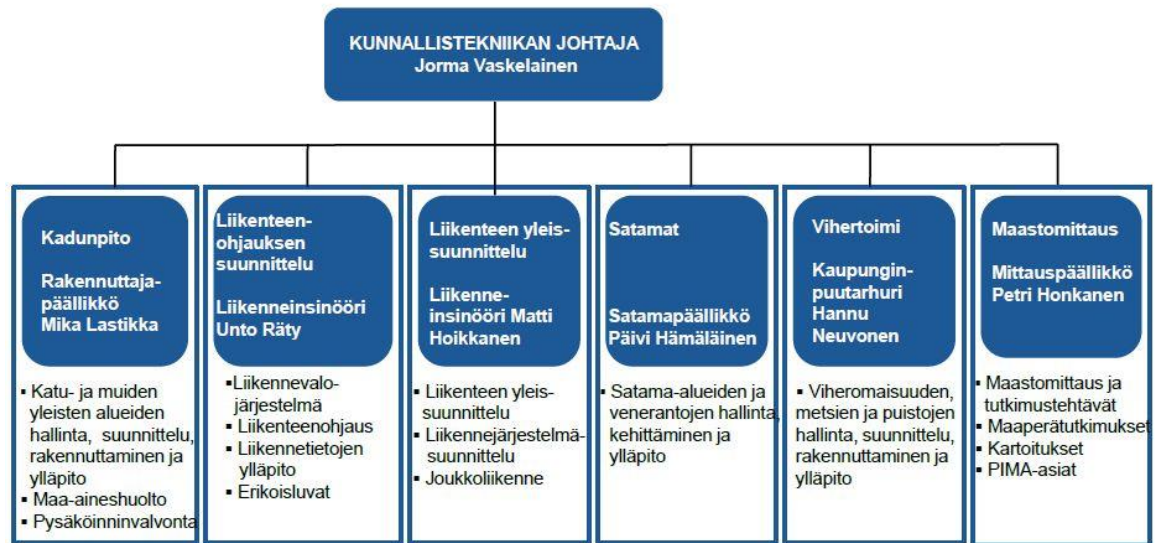 KUNNALLISTEKNIIKAN JOHTAJA
Jorma Vaskelainen
Kadunpito
Rakennuttaja-
päällikkö
Mika Lastikka
▪ Katu- ja muiden
yleisten alueiden
hallinta, suunnittelu,
rakennuttaminen ja
ylläpito
▪ Maa-aineshuolto
▪ Pysäköinninvalvonta
Liikenteen-
ohjauksen
suunnittelu
Liikenneinsinööri
Unto Räty
▪Liikennevalo-
järjestelmä
▪ Liikenteenohjaus
▪ Liikennetietojen
ylläpito
▪ Erikoisluvat
Liikenteen yleis-
suunnittelu
Liikenne-
insinööri Matti
Hoikkanen
▪ Liikenteen yleis-
suunnittelu
▪ Liikennejärjestelmä-
suunnittelu
▪ Joukkoliikenne
Satamat
Satamapäällikkö
Päivi Hämäläinen
▪ Satama-alueiden ja
venerantojen hallinta,
kehittäminen ja
ylläpito
Vihertoimi
Kaupungin-
puutarhuri
Hannu
Neuvonen
▪ Viheromaisuuden,
metsien ja puistojen
hallinta, suunnittelu,
rakennuttaminen ja
ylläpito
Maastomittaus
Mittauspäällikkö
Petri Honkanen
▪ Maastomittaus ja
tutkimustehtävät
▪ Maaperätutkimukset
▪ Kartoitukset
▪ PIMA-asiat